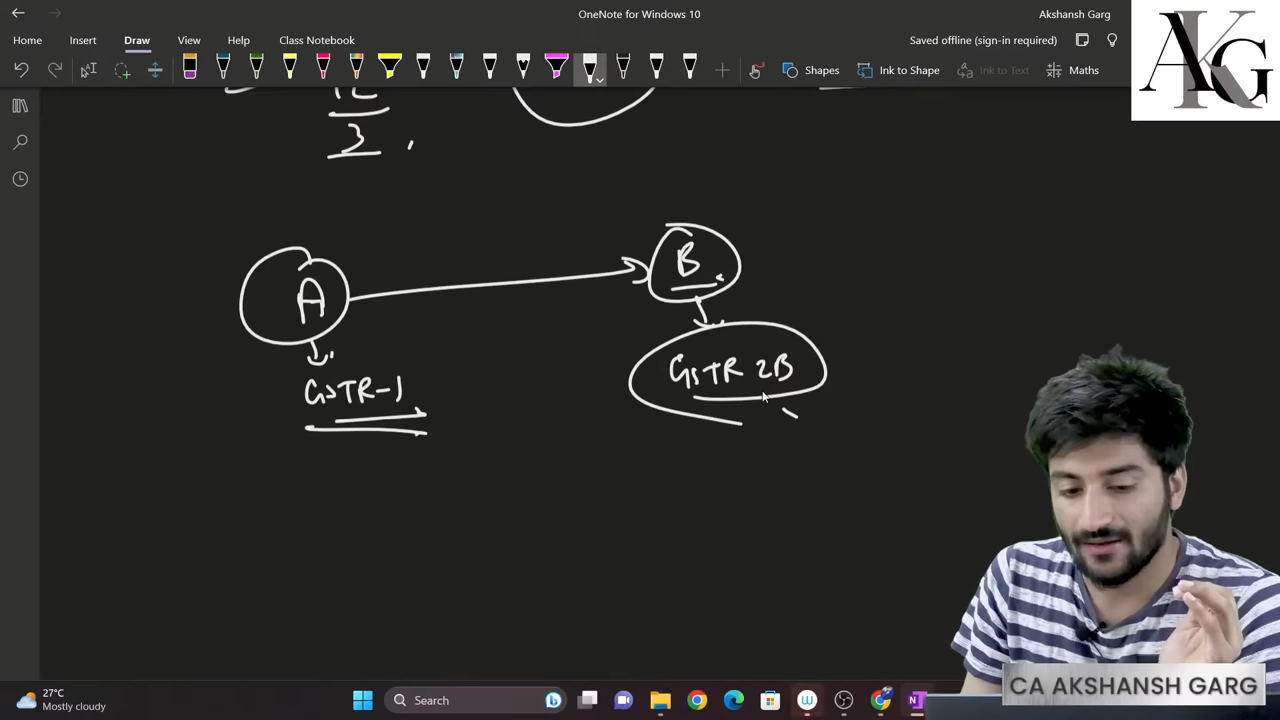 OneNote for Windows 10
Akshansh Garg
Home Insert Draw View Help Class Notebook
Saved offline (sign-in required)
Shapes Ink to Shape Ink to Text Maths
AKG
12
3
A
B
GSTR-1
GSTR 2B
CA AKSHANSH GARG
27°C
Mostly cloudy
Search